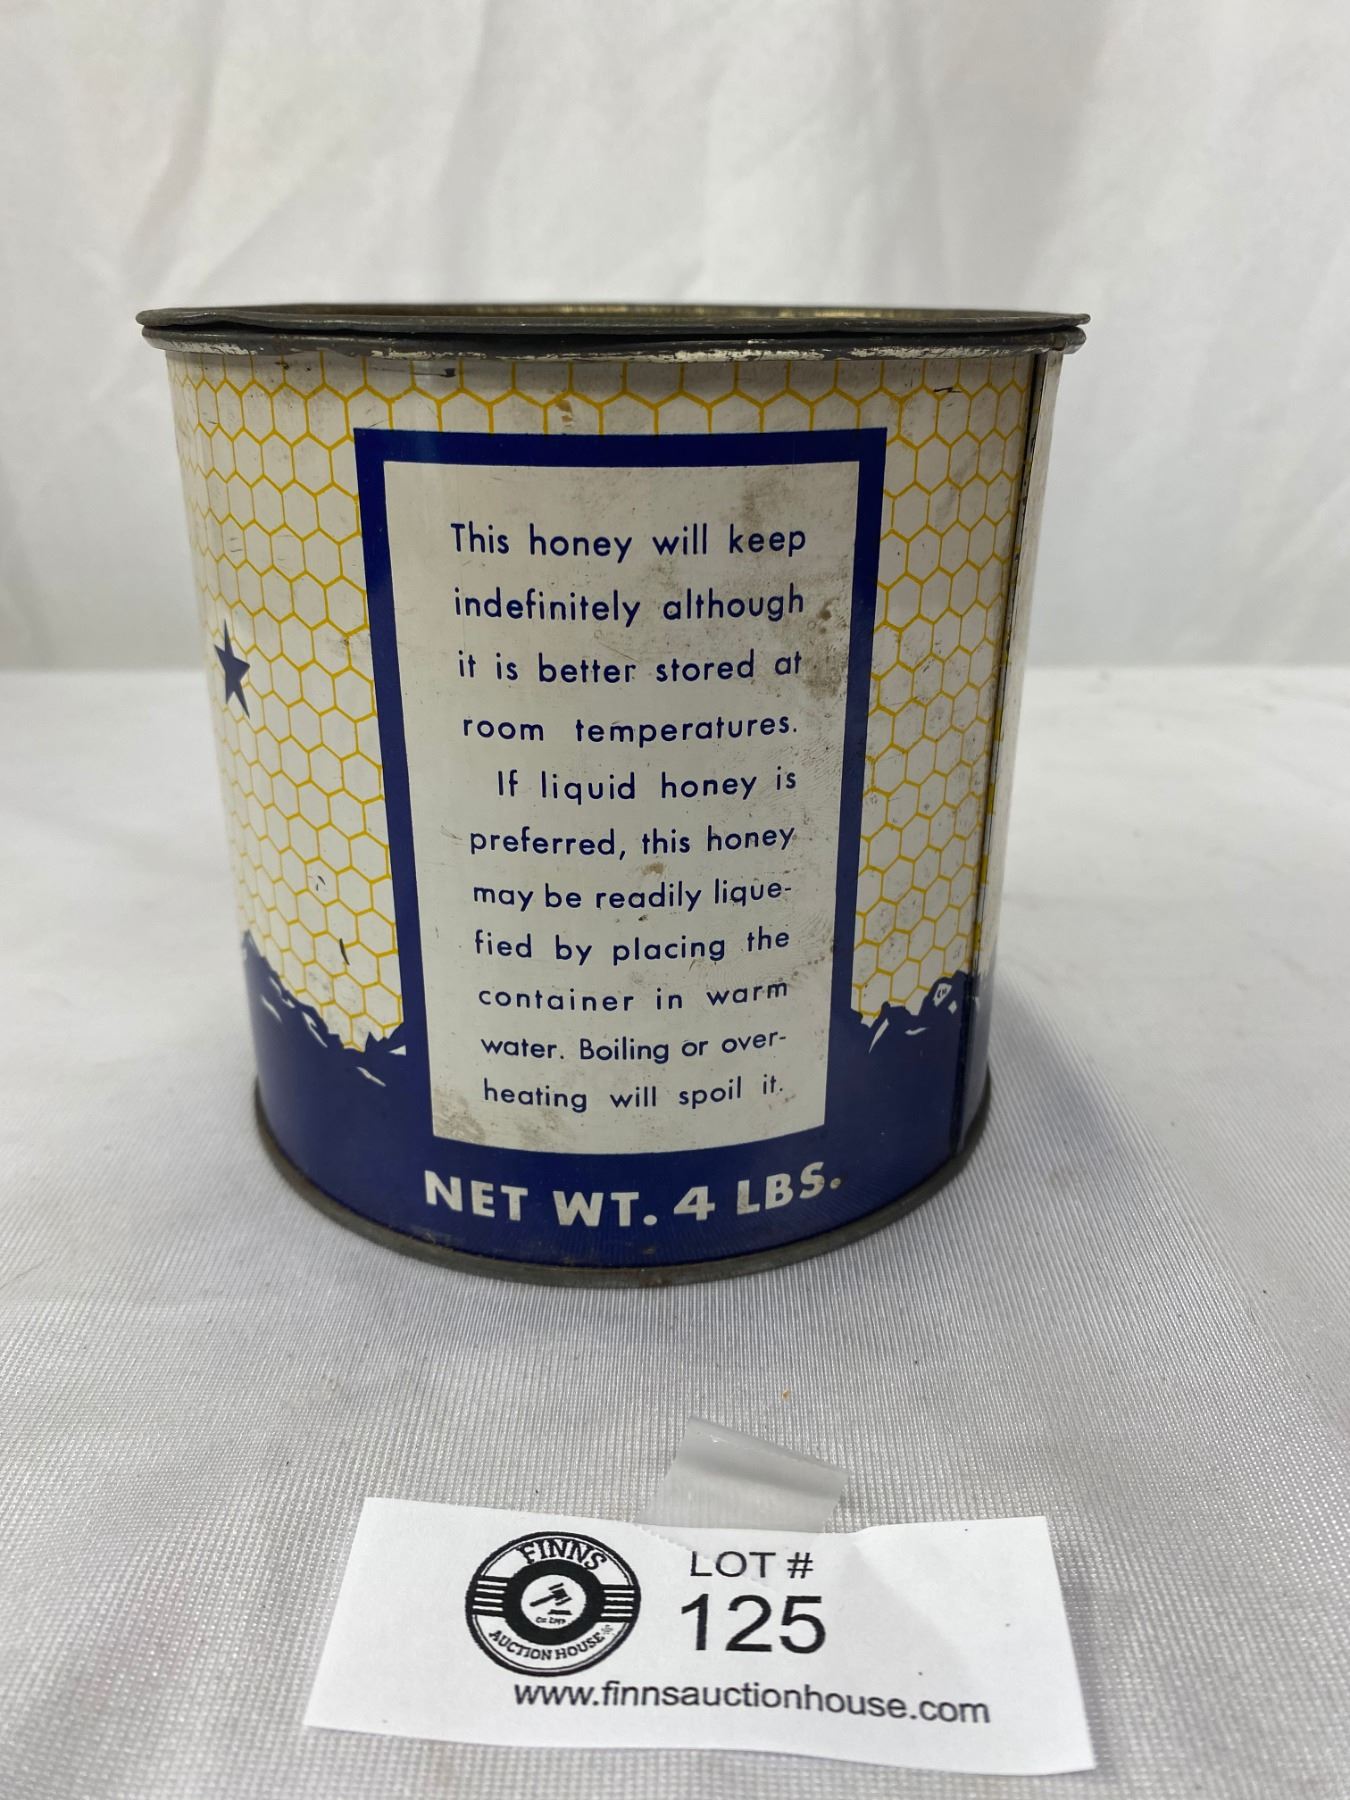 This honey will keep
indefinitely although
it is better stored at
room temperatures.
If liquid honey is
preferred, this honey
may be readily lique-
fied by placing the
container in warm
water. Boiling or over-
heating will spoil it.
NET WT. 4 LBS.
FINNS
AUCTION HOUSE
LOT #
125
www.finnsauctionhouse.com